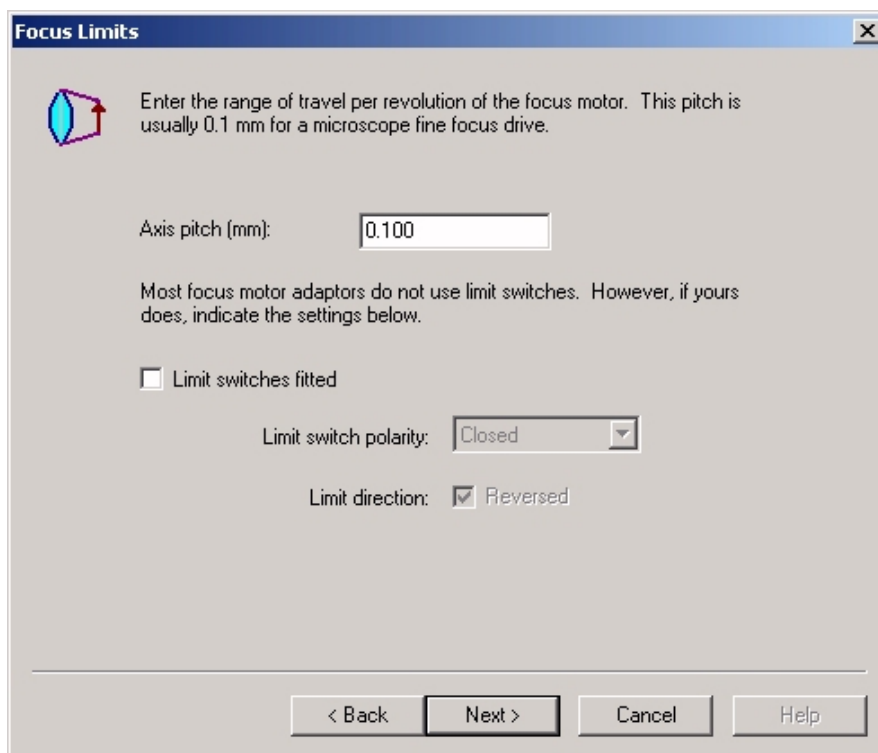 Focus Limits
Enter the range of travel per revolution of the focus motor.  This pitch is
usually 0.1 mm for a microscope fine focus drive.
Axis pitch (mm):
0.100
Most focus motor adaptors do not use limit switches.  However, if yours
does, indicate the settings below.
Limit switches fitted
Limit switch polarity:
Closed
Limit direction:
Reversed
< Back
Next >
Cancel
Help